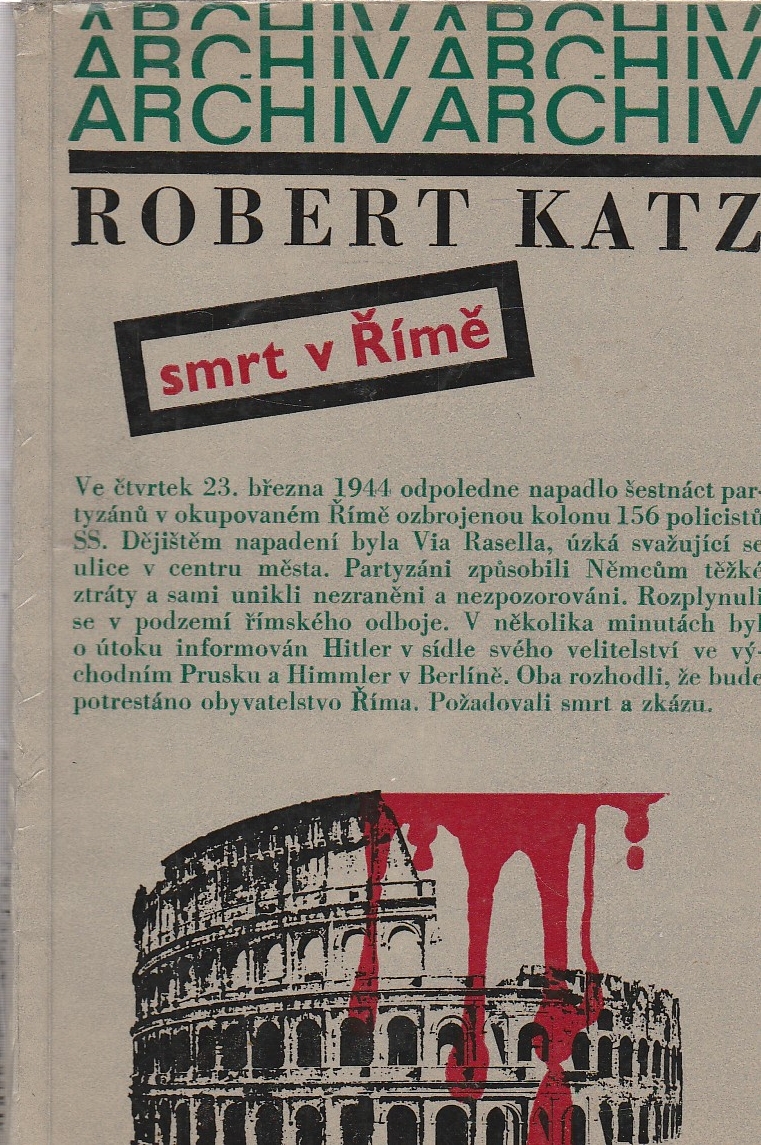 ARCHIV ARCHIV
ARCHIV ARCHIV
ARCHIV ARCHIV
ROBERT KATZ
smrt v Římě
Ve čtvrtek 23. března 1944 odpoledne napadlo šestnáct par-
tyzánů v okupovaném Římě ozbrojenou kolonu 156 policistů
SS. Dějištěm napadení byla Via Rasella, úzká svažující se
ulice v centru města. Partyzáni způsobili Němcům těžké
ztráty a sami unikli nezraněni a nezpozorováni. Rozplynuli
se v podzemí římského odboje. V několika minutách byl
o útoku informován Hitler v sídle svého velitelství ve vý-
chodním Prusku a Himmler v Berlíně. Oba rozhodli, že bude
potrestáno obyvatelstvo Říma. Požadovali smrt a zkázu.